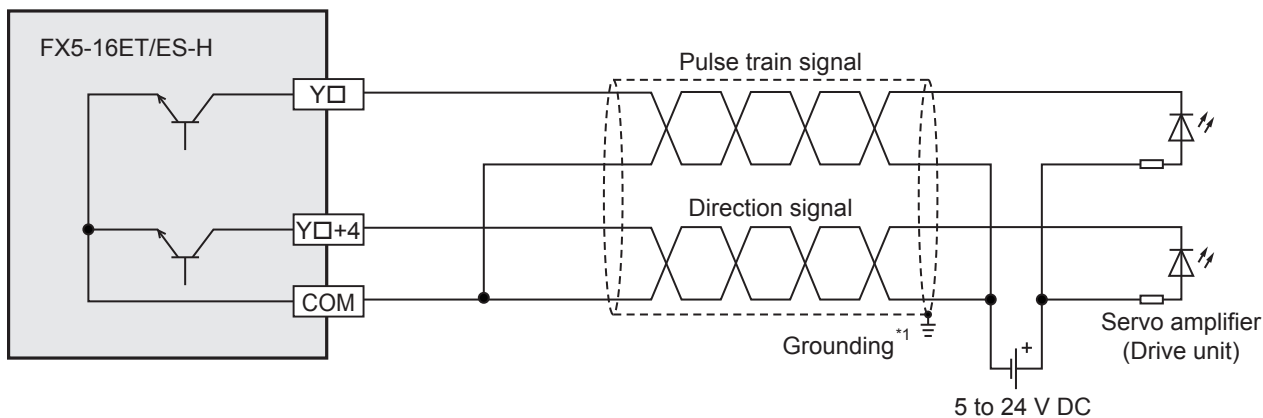 FX5-16ET/ES-H
Pulse train signal
Y□
Direction signal
Y□+4
COM
Grounding *1
Servo amplifier
(Drive unit)
+
5 to 24 V DC